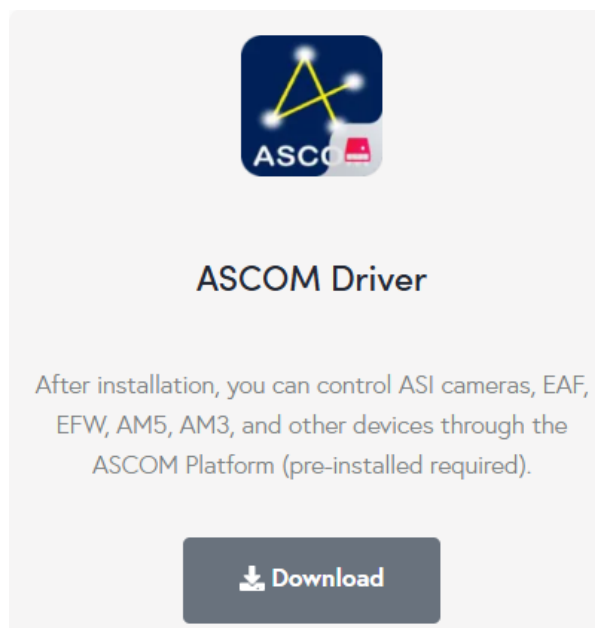 ASCOM
ASCOM Driver
After installation, you can control ASI cameras, EAF,
EFW, AM5, AM3, and other devices through the
ASCOM Platform (pre-installed required).
Download